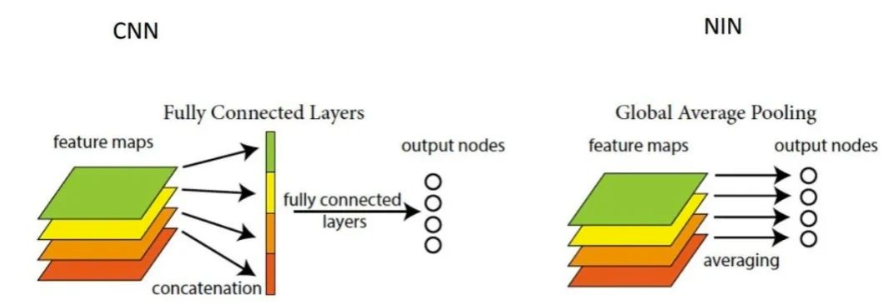 CNN
NIN
Fully Connected Layers
feature maps
output nodes
fully connected
layers
concatenation
Global Average Pooling
feature maps
output nodes
averaging